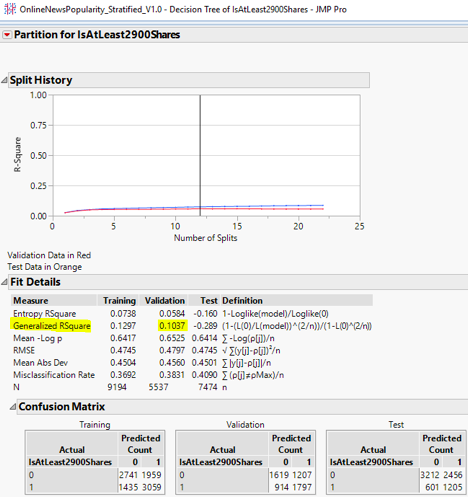 OnlineNewsPopularity_Stratified_V1.0 - Decision Tree of IsAtLeast2900Shares - JMP Pro
Partition for IsAtLeast2900Shares
Split History
1.00
0.75
0.50
0.25
0.00
R-Square
0 5 10 15 20 25
Number of Splits
Validation Data in Red
Test Data in Orange
Fit Details
Measure Training Validation Test Definition
Entropy RSquare 0.0738 0.0584 -0.160 1-Loglike(model)/Loglike(0)
Generalized RSquare 0.1297 0.1037 -0.289 (1-(L(0)/L(model))^(2/n))/(1-L(0)^(2/n))
Mean -Log p 0.6417 0.6525 0.6414 ∑ -Log(ρ[j])/n
RMSE 0.4745 0.4797 0.4745 √ ∑(y[j]-ρ[j])²/n
Mean Abs Dev 0.4504 0.4560 0.4501 ∑ |y[j]-ρ[j]|/n
Misclassification Rate 0.3692 0.3831 0.4090 ∑ (ρ[j]≠ρMax)/n
N 9194 5537 7474 n
Confusion Matrix
Training Validation Test
Actual Predicted Count Actual Predicted Count Actual Predicted Count
IsAtLeast2900Shares 0 1 IsAtLeast2900Shares 0 1 IsAtLeast2900Shares 0 1
0 2741 1959 0 1619 1207 0 3212 2456
1 1435 3059 1 914 1797 1 601 1205